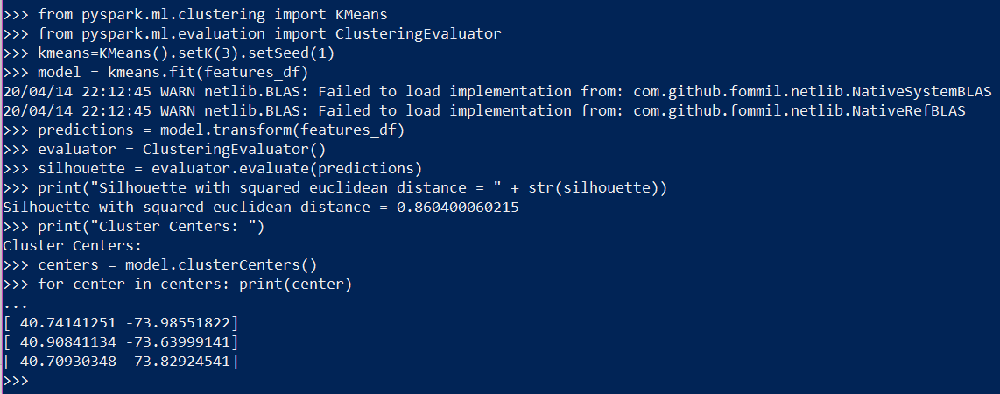 >>> from pyspark.ml.clustering import KMeans
>>> from pyspark.ml.evaluation import ClusteringEvaluator
>>> kmeans=KMeans().setK(3).setSeed(1)
>>> model = kmeans.fit(features_df)
20/04/14 22:12:45 WARN netlib.BLAS: Failed to load implementation from: com.github.fommil.netlib.NativeSystemBLAS
20/04/14 22:12:45 WARN netlib.BLAS: Failed to load implementation from: com.github.fommil.netlib.NativeRefBLAS
>>> predictions = model.transform(features_df)
>>> evaluator = ClusteringEvaluator()
>>> silhouette = evaluator.evaluate(predictions)
>>> print("Silhouette with squared euclidean distance = " + str(silhouette))
Silhouette with squared euclidean distance = 0.860400060215
>>> print("Cluster Centers: ")
Cluster Centers:
>>> centers = model.clusterCenters()
>>> for center in centers: print(center)
...
[ 40.74141251 -73.98551822]
[ 40.90841134 -73.63999141]
[ 40.70930348 -73.82924541]
>>>